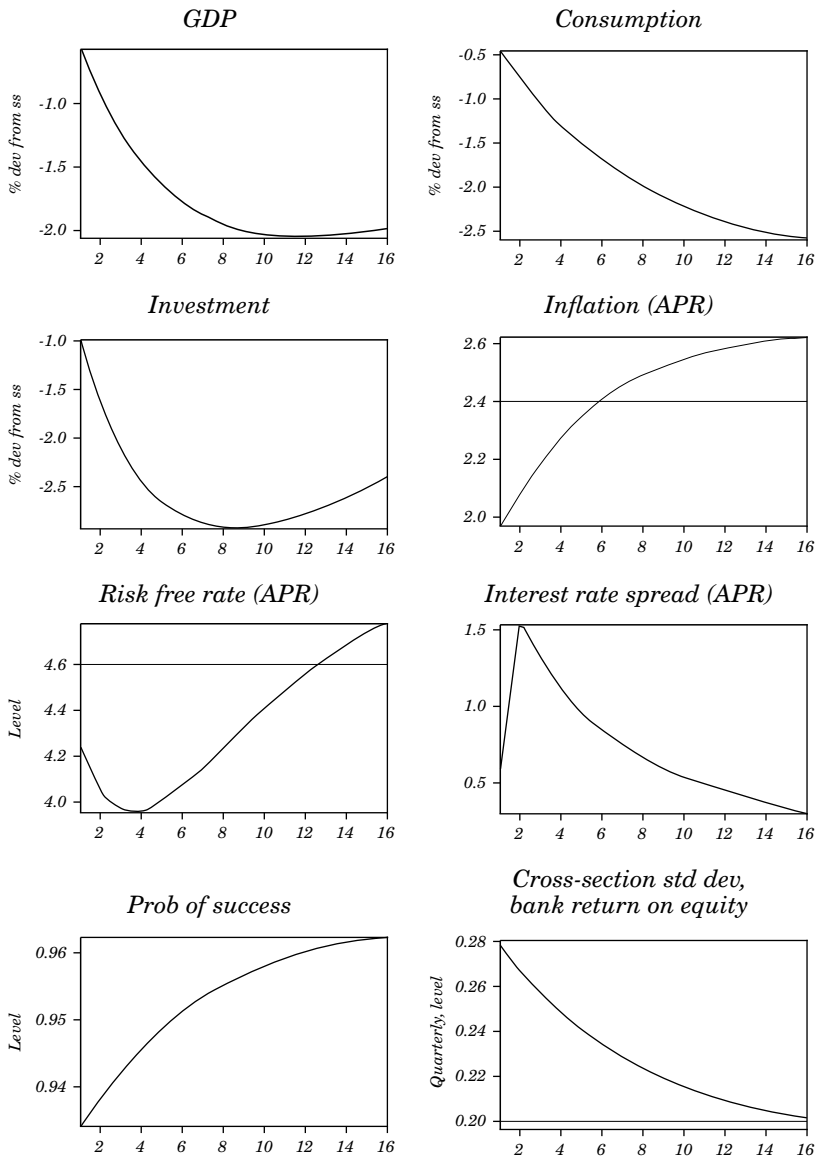 GDP
% dev from ss
-1.0
-1.5
-2.0
2 4 6 8 10 12 14 16
Consumption
% dev from ss
-0.5
-1.0
-1.5
-2.0
-2.5
2 4 6 8 10 12 14 16
Investment
% dev from ss
-1.0
-1.5
-2.0
-2.5
2 4 6 8 10 12 14 16
Inflation (APR)
2.6
2.4
2.2
2.0
2 4 6 8 10 12 14 16
Risk free rate (APR)
Level
4.6
4.4
4.2
4.0
2 4 6 8 10 12 14 16
Interest rate spread (APR)
1.5
1.0
0.5
2 4 6 8 10 12 14 16
Prob of success
Level
0.96
0.95
0.94
2 4 6 8 10 12 14 16
Cross-section std dev,
bank return on equity
Quarterly, level
0.28
0.26
0.24
0.22
0.20
2 4 6 8 10 12 14 16